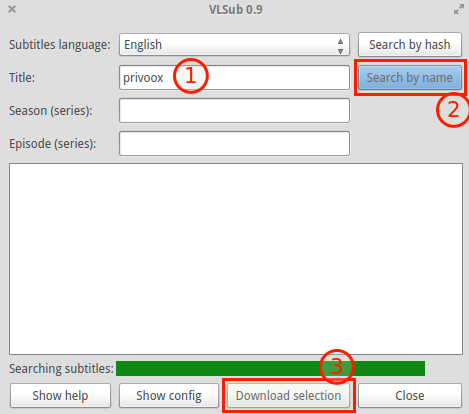 VLSub 0.9
Subtitles language: English Search by hash
Title: privoox 1 Search by name
2
Season (series):
Episode (series):
Searching subtitles: 3
Show help Show config Download selection Close